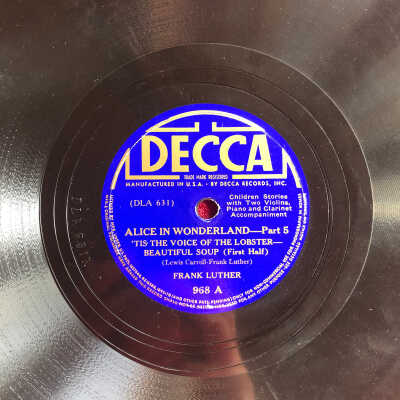 DECCA
TRADE MARK REGISTERED
MANUFACTURED IN U.S.A. · BY DECCA RECORDS, INC.
(DLA 631)
Children Stories
with Two Violins,
Piano and Clarinet
Accompaniment
ALICE IN WONDERLAND—Part 5
'TIS THE VOICE OF THE LOBSTER—
BEAUTIFUL SOUP (First Half)
(Lewis Carroll-Frank Luther)
FRANK LUTHER
968 A